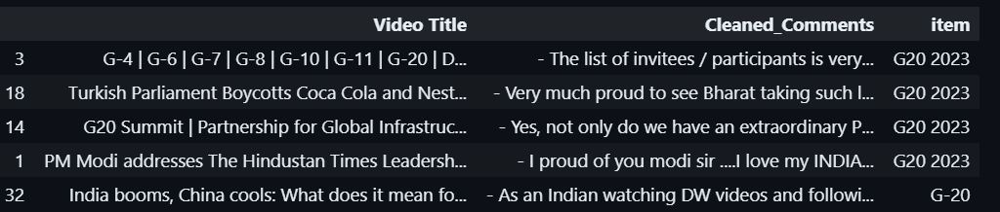 Video Title Cleaned_Comments item
3 G-4 | G-6 | G-7 | G-8 | G-10 | G-11 | G-20 | D... - The list of invitees / participants is very... G20 2023
18 Turkish Parliament Boycotts Coca Cola and Nest... - Very much proud to see Bharat taking such l... G20 2023
14 G20 Summit | Partnership for Global Infrastruc... - Yes, not only do we have an extraordinary P... G20 2023
1 PM Modi addresses The Hindustan Times Leadersh... - I proud of you modi sir ....I love my INDIA... G20 2023
32 India booms, China cools: What does it mean fo... - As an Indian watching DW videos and followi... G-20